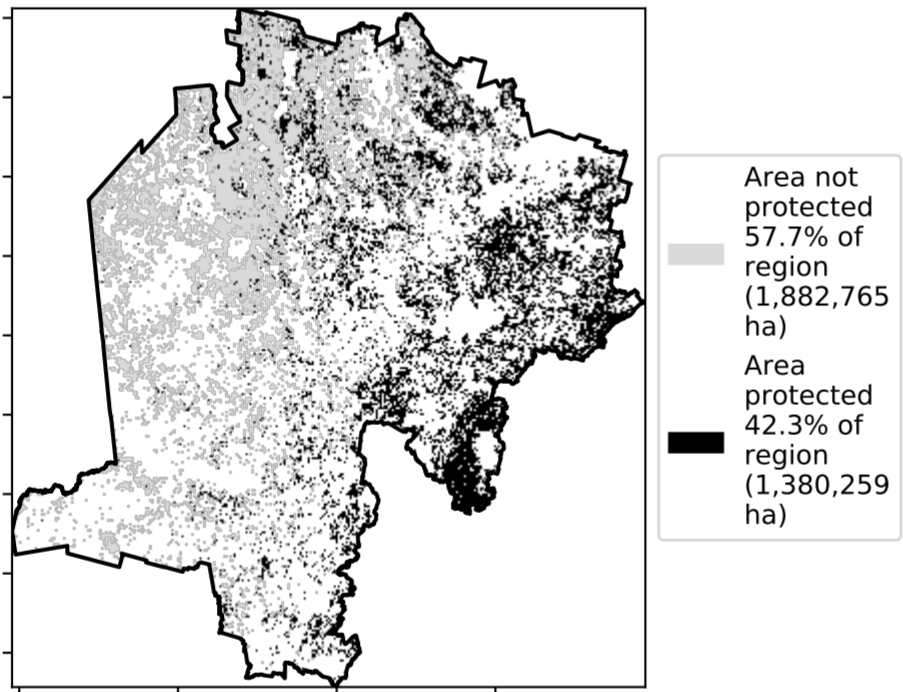 Area not
protected
57.7% of
region
(1,882,765
ha)
Area
protected
42.3% of
region
(1,380,259
ha)